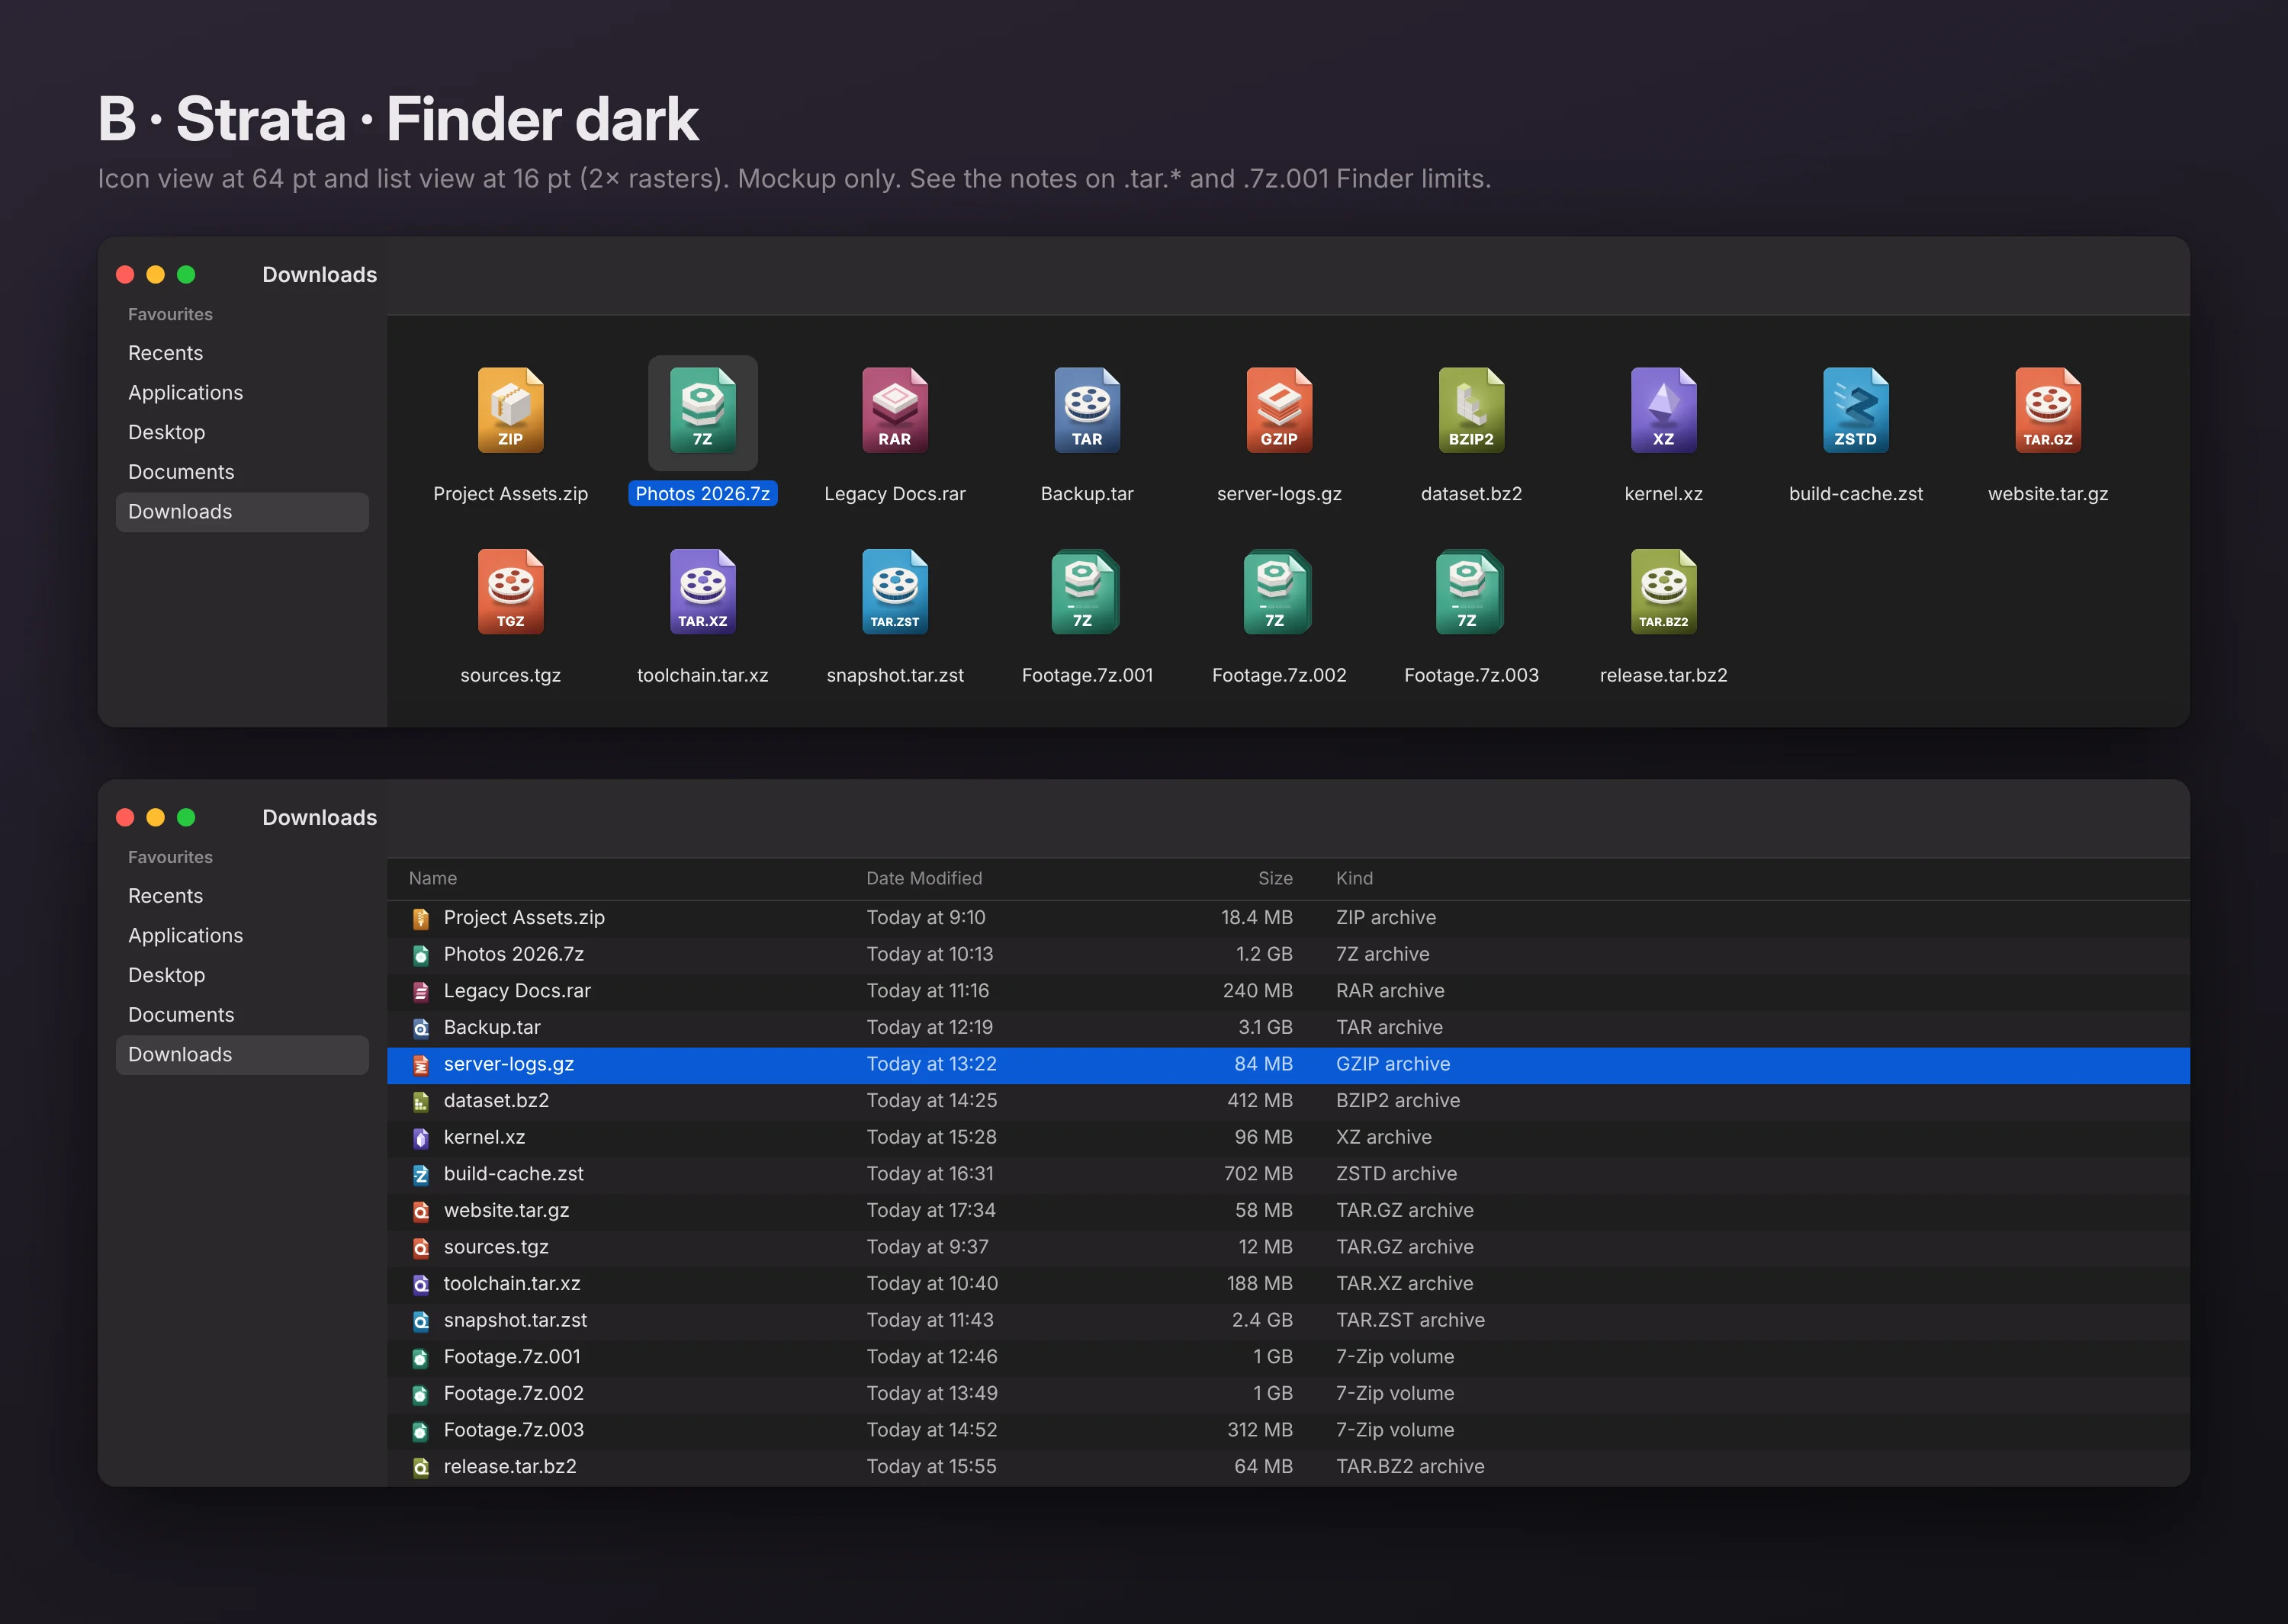 B · Strata · Finder dark
Icon view at 64 pt and list view at 16 pt (2× rasters). Mockup only. See the notes on .tar.* and .7z.001 Finder limits.
Downloads
Favourites
Recents
Applications
Desktop
Documents
Downloads
ZIP
7Z
RAR
TAR
GZIP
BZIP2
XZ
ZSTD
TAR.GZ
Project Assets.zip
Photos 2026.7z
Legacy Docs.rar
Backup.tar
server-logs.gz
dataset.bz2
kernel.xz
build-cache.zst
website.tar.gz
TGZ
TAR.XZ
TAR.ZST
7Z
7Z
7Z
TAR.BZ2
sources.tgz
toolchain.tar.xz
snapshot.tar.zst
Footage.7z.001
Footage.7z.002
Footage.7z.003
release.tar.bz2
Downloads
Favourites
Recents
Applications
Desktop
Documents
Downloads
Name Date Modified Size Kind
Project Assets.zip Today at 9:10 18.4 MB ZIP archive
Photos 2026.7z Today at 10:13 1.2 GB 7Z archive
Legacy Docs.rar Today at 11:16 240 MB RAR archive
Backup.tar Today at 12:19 3.1 GB TAR archive
server-logs.gz Today at 13:22 84 MB GZIP archive
dataset.bz2 Today at 14:25 412 MB BZIP2 archive
kernel.xz Today at 15:28 96 MB XZ archive
build-cache.zst Today at 16:31 702 MB ZSTD archive
website.tar.gz Today at 17:34 58 MB TAR.GZ archive
sources.tgz Today at 9:37 12 MB TAR.GZ archive
toolchain.tar.xz Today at 10:40 188 MB TAR.XZ archive
snapshot.tar.zst Today at 11:43 2.4 GB TAR.ZST archive
Footage.7z.001 Today at 12:46 1 GB 7-Zip volume
Footage.7z.002 Today at 13:49 1 GB 7-Zip volume
Footage.7z.003 Today at 14:52 312 MB 7-Zip volume
release.tar.bz2 Today at 15:55 64 MB TAR.BZ2 archive